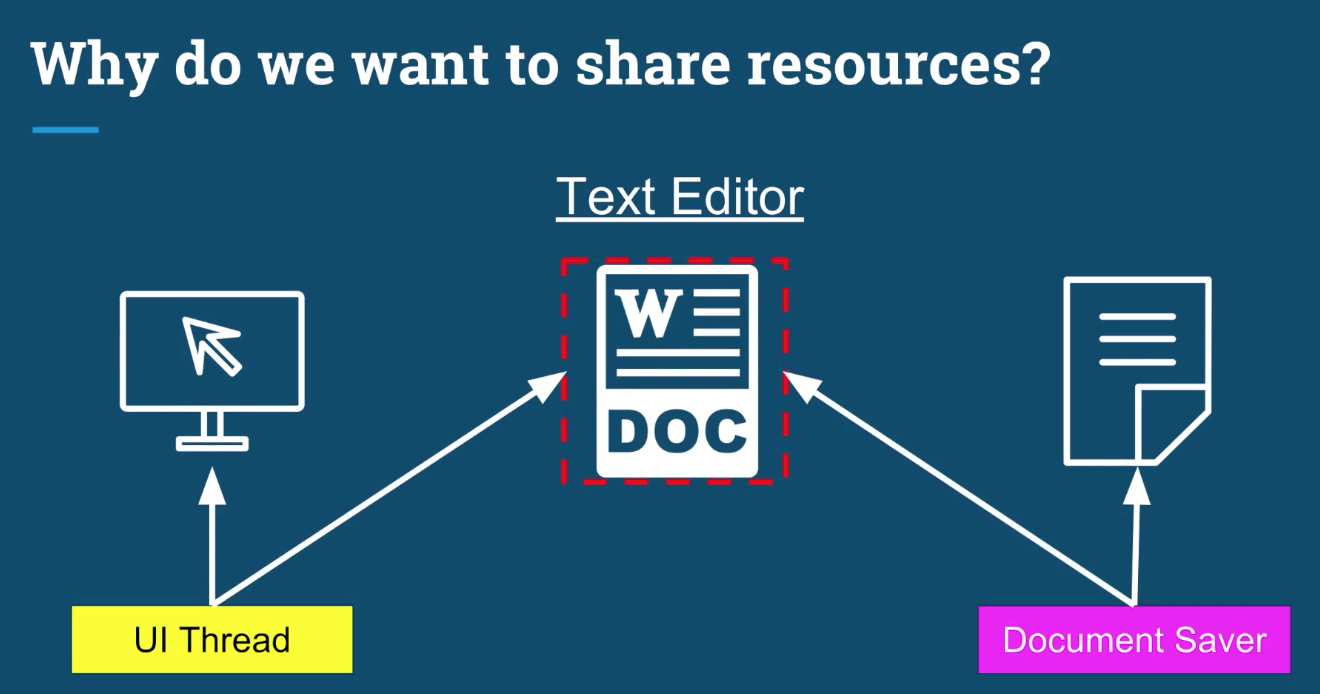 Why do we want to share resources?
Text Editor
W
DOC
UI Thread
Document Saver